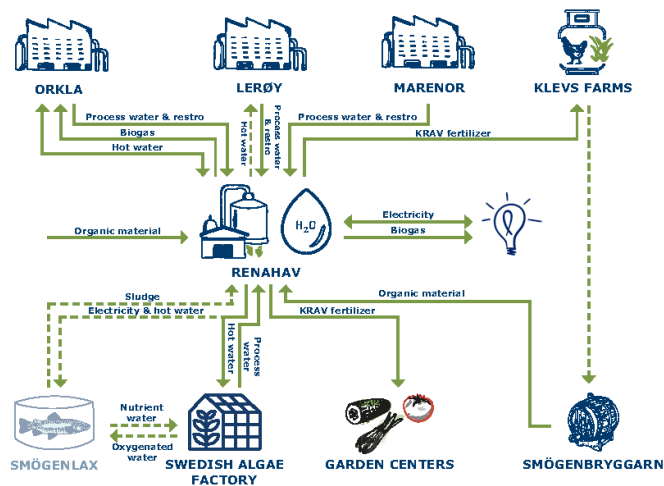 ORKLA
LERØY
MARENOR
KLEVS FARMS
Process water & restro
Biogas
Hot water
Hot water
Process water
& restro
Process water & restro
KRAV fertilizer
H₂O
Organic material
Electricity
Biogas
RENAHAV
Sludge
Electricity & hot water
Hot water
Process
water
KRAV fertilizer
Organic material
Nutrient
water
Oxygenated
water
SMÖGENLAX
SWEDISH ALGAE
FACTORY
GARDEN CENTERS
SMÖGENBRYGGARN